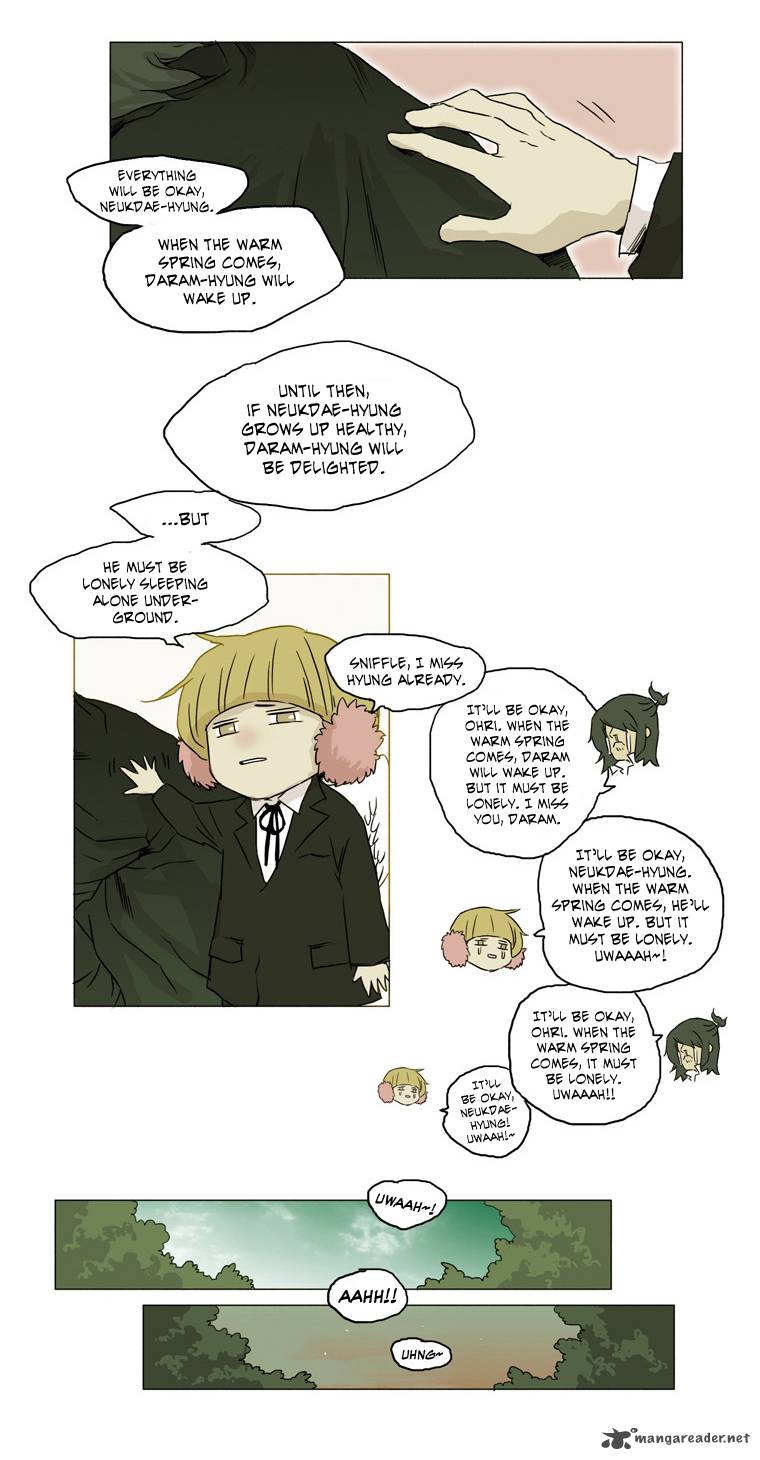 EVERYTHING
WILL BE OKAY,
NEUKDAE-HYUNG.
WHEN THE WARM
SPRING COMES,
DARAM-HYUNG WILL
WAKE UP.
UNTIL THEN,
IF NEUKDAE-HYUNG
GROWS UP HEALTHY,
DARAM-HYUNG WILL
BE DELIGHTED.
...BUT
HE MUST BE
LONELY SLEEPING
ALONE UNDER-
GROUND.
SNIFFLE, I MISS
HYUNG ALREADY.
IT'LL BE OKAY,
OHRI. WHEN THE
WARM SPRING
COMES, DARAM
WILL WAKE UP.
BUT IT MUST BE
LONELY. I MISS
YOU, DARAM.
IT'LL BE OKAY,
NEUKDAE-HYUNG.
WHEN THE WARM
SPRING COMES, HE'LL
WAKE UP. BUT IT
MUST BE LONELY.
UWAAAH~!
IT'LL BE OKAY,
OHRI. WHEN THE
WARM SPRING
COMES, IT MUST
BE LONELY.
UWAAAH!!
IT'LL
BE OKAY,
NEUKDAE-
HYUNG!
UWAAH!~
UWAAH~!
AAHH!!
UHNG~
mangareader.net